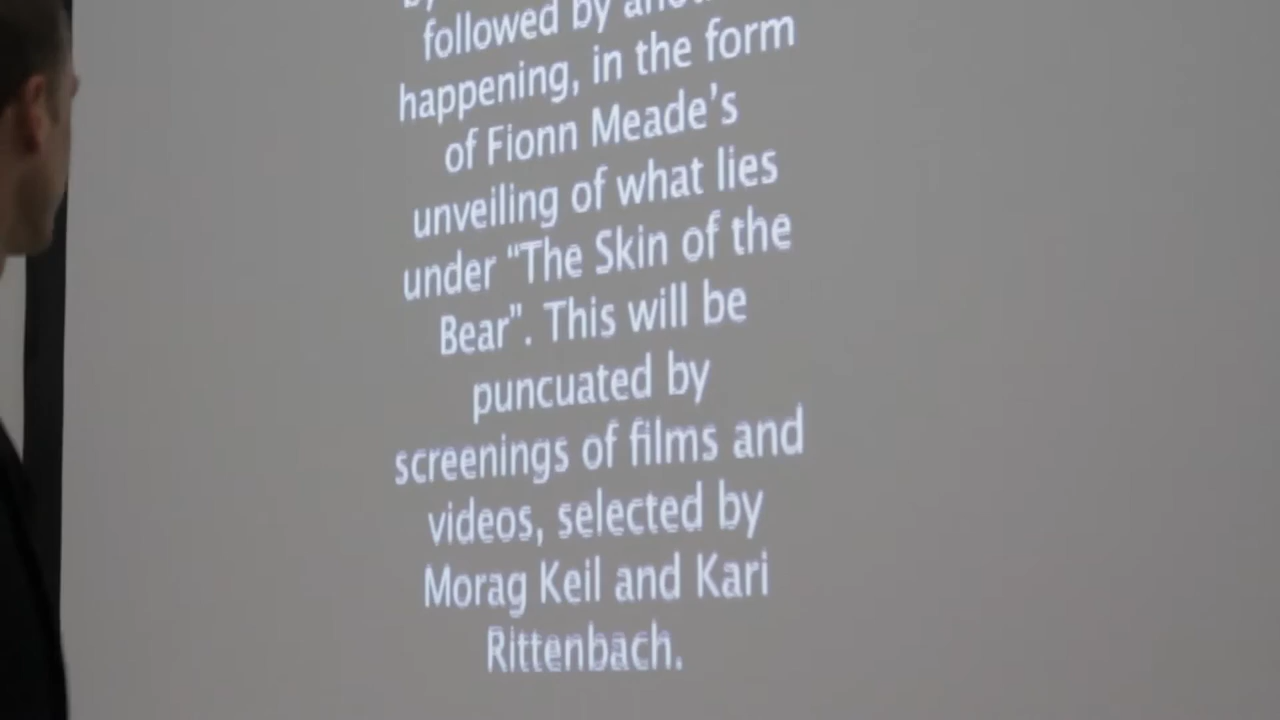 by
followed by
happening, in the form
of Fionn Meade's
unveiling of what lies
under “The Skin of the
Bear". This will be
puncuated by
screenings of films and
videos, selected by
Morag Keil and Kari
Rittenbach.